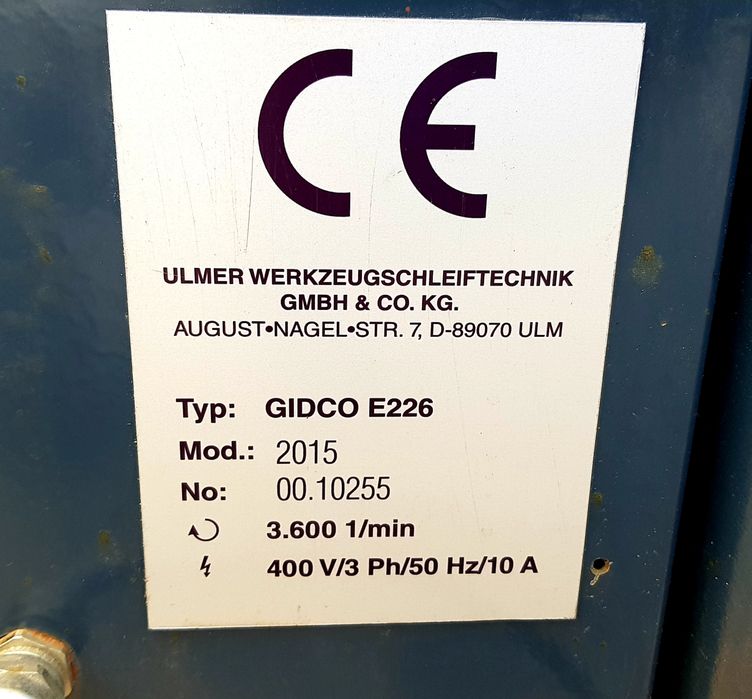 CE
ULMER WERKZEUGSCHLEIFTECHNIK
GMBH & CO. KG.
AUGUST•NAGEL•STR. 7, D-89070 ULM
Typ: GIDCO E226
Mod.: 2015
No: 00.10255
3.600 1/min
400 V/3 Ph/50 Hz/10 A